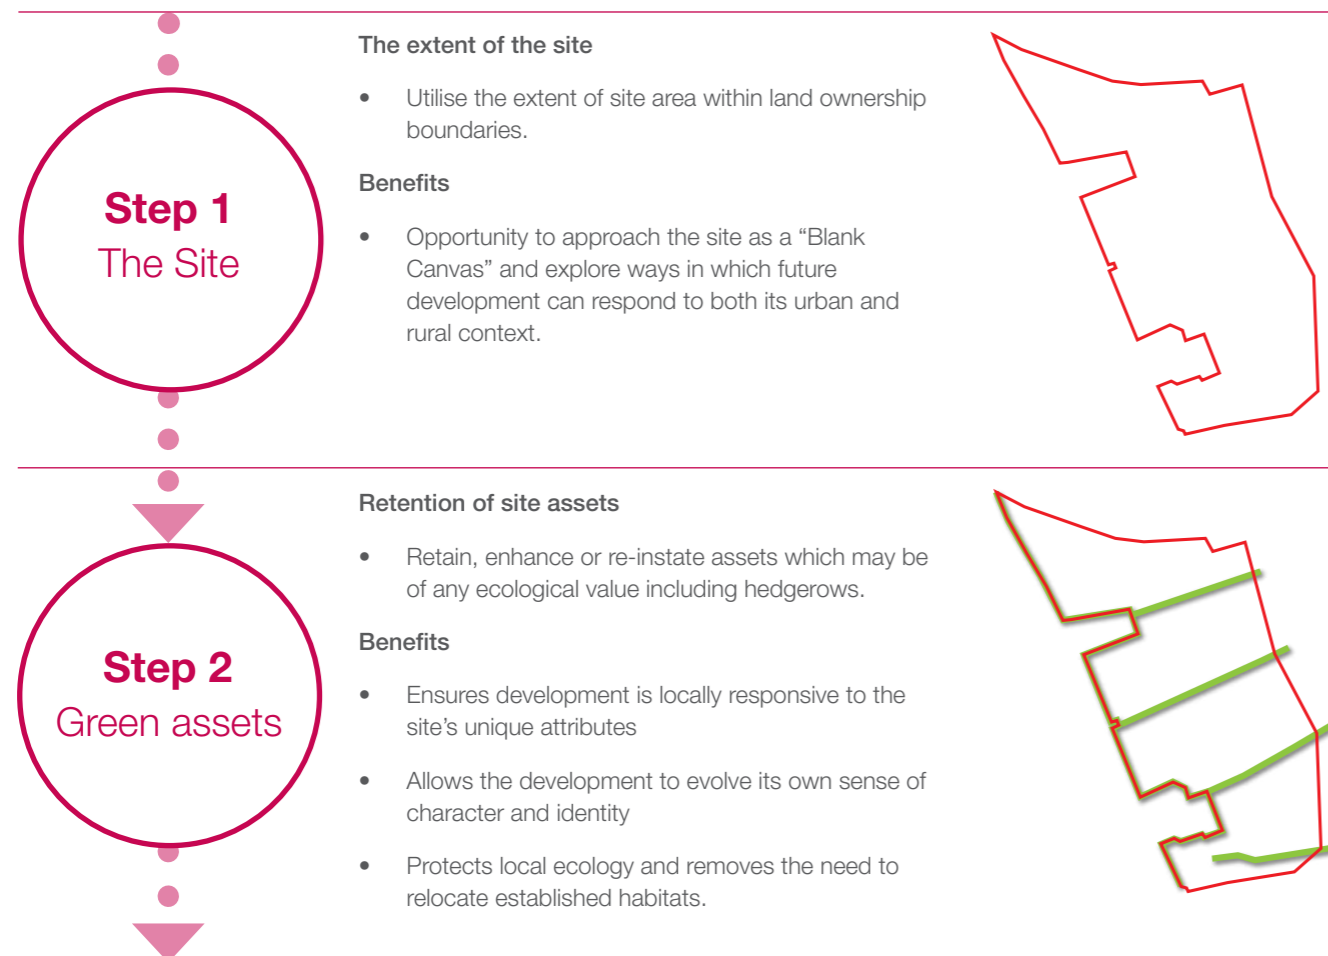 Step 1
The Site
The extent of the site
• Utilise the extent of site area within land ownership
boundaries.
Benefits
• Opportunity to approach the site as a “Blank
Canvas” and explore ways in which future
development can respond to both its urban and
rural context.
Step 2
Green assets
Retention of site assets
• Retain, enhance or re-instate assets which may be
of any ecological value including hedgerows.
Benefits
• Ensures development is locally responsive to the
site’s unique attributes
• Allows the development to evolve its own sense of
character and identity
• Protects local ecology and removes the need to
relocate established habitats.